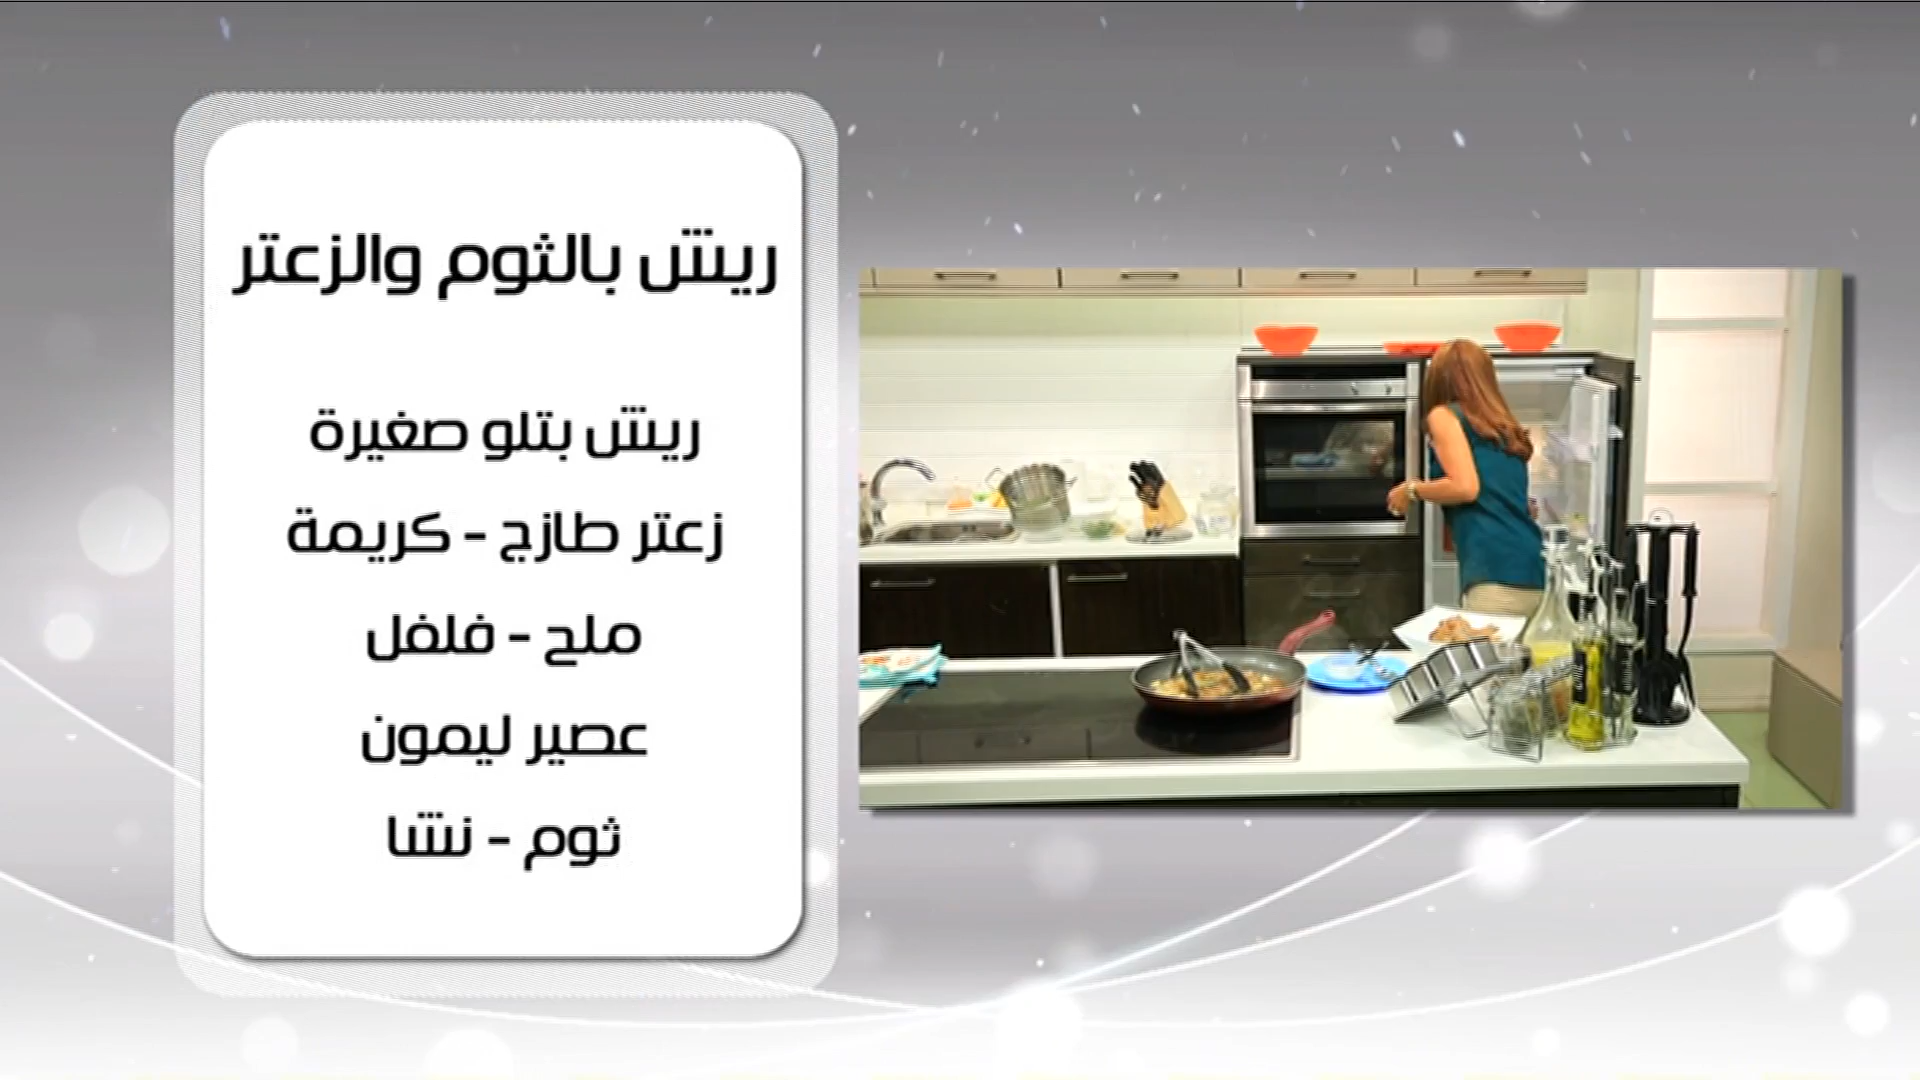 ريش بالثوم والزعتر
ريش بتلو صغيرة
زعتر طازج - كريمة
ملح - فلفل
عصير ليمون
ثوم - نشا